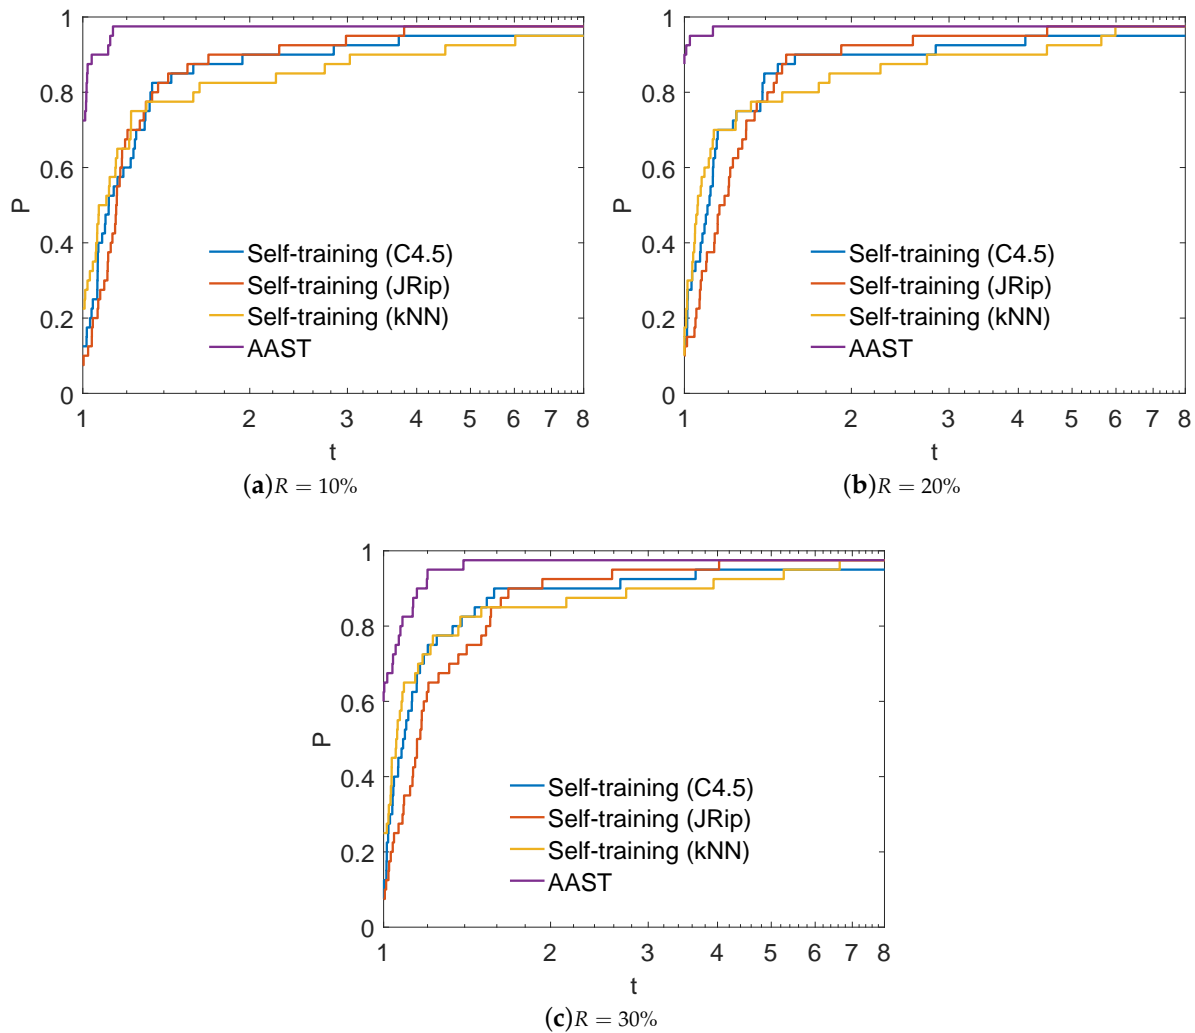 1
0.8
0.6
0.4
0.2
0
P
Self-training (C4.5)
Self-training (JRip)
Self-training (kNN)
AAST
1 2 3 4 5 6 7 8
t
(a)R = 10%
1
0.8
0.6
0.4
0.2
0
P
Self-training (C4.5)
Self-training (JRip)
Self-training (kNN)
AAST
1 2 3 4 5 6 7 8
t
(b)R = 20%
1
0.8
0.6
0.4
0.2
0
P
Self-training (C4.5)
Self-training (JRip)
Self-training (kNN)
AAST
1 2 3 4 5 6 7 8
t
(c)R = 30%